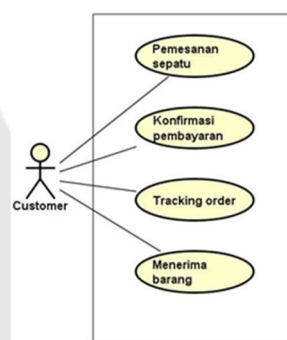 Pemesanan
sepatu
Konfirmasi
pembayaran
Customer
Tracking order
Menerima
barang